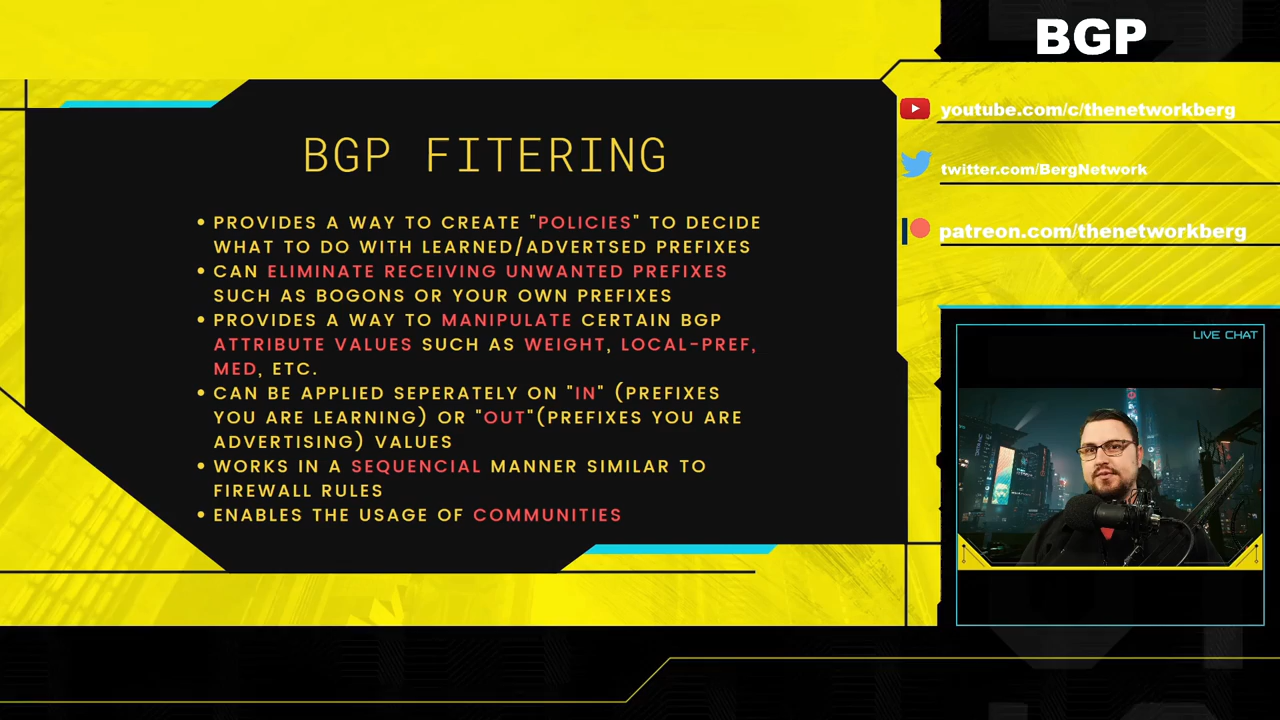 BGP FITERING
• PROVIDES A WAY TO CREATE "POLICIES" TO DECIDE
WHAT TO DO WITH LEARNED/ADVERTSED PREFIXES
• CAN ELIMINATE RECEIVING UNWANTED PREFIXES
SUCH AS BOGONS OR YOUR OWN PREFIXES
• PROVIDES A WAY TO MANIPULATE CERTAIN BGP
ATTRIBUTE VALUES SUCH AS WEIGHT, LOCAL-PREF,
MED, ETC.
• CAN BE APPLIED SEPERATELY ON "IN" (PREFIXES
YOU ARE LEARNING) OR "OUT"(PREFIXES YOU ARE
ADVERTISING) VALUES
• WORKS IN A SEQUENCIAL MANNER SIMILAR TO
FIREWALL RULES
• ENABLES THE USAGE OF COMMUNITIES
BGP
youtube.com/c/thenetworkberg
twitter.com/BergNetwork
patreon.com/thenetworkberg
LIVE CHAT